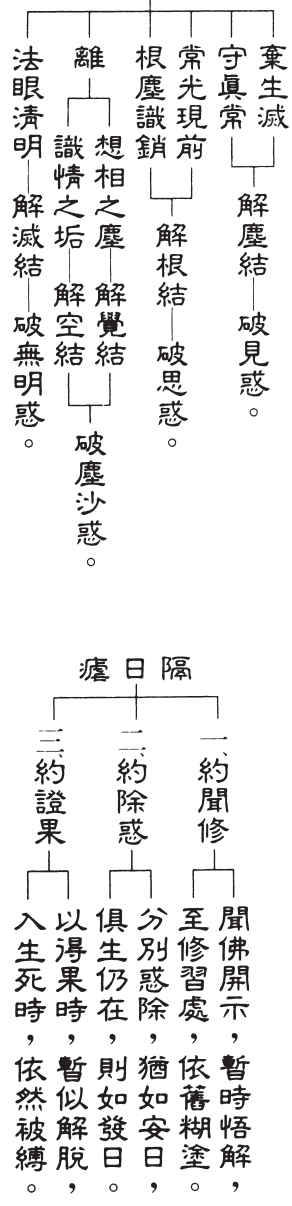 棄生滅
守眞常
解塵結
破見惑。
常光現前
根塵識銷
解根結
破思惑。
離
想相之塵
解覺結
識情之垢
解空結
破塵沙惑。
法眼清明
解滅結
破無明惑。
隔日瘧
一、約聞修
聞佛開示，暫時悟解，
至修習處，依舊糊塗。
二、約除惑
分別惑除，猶如安日，
俱生仍在，則如發日。
三、約證果
以得果時，暫似解脫，
入生死時，依然被縛。